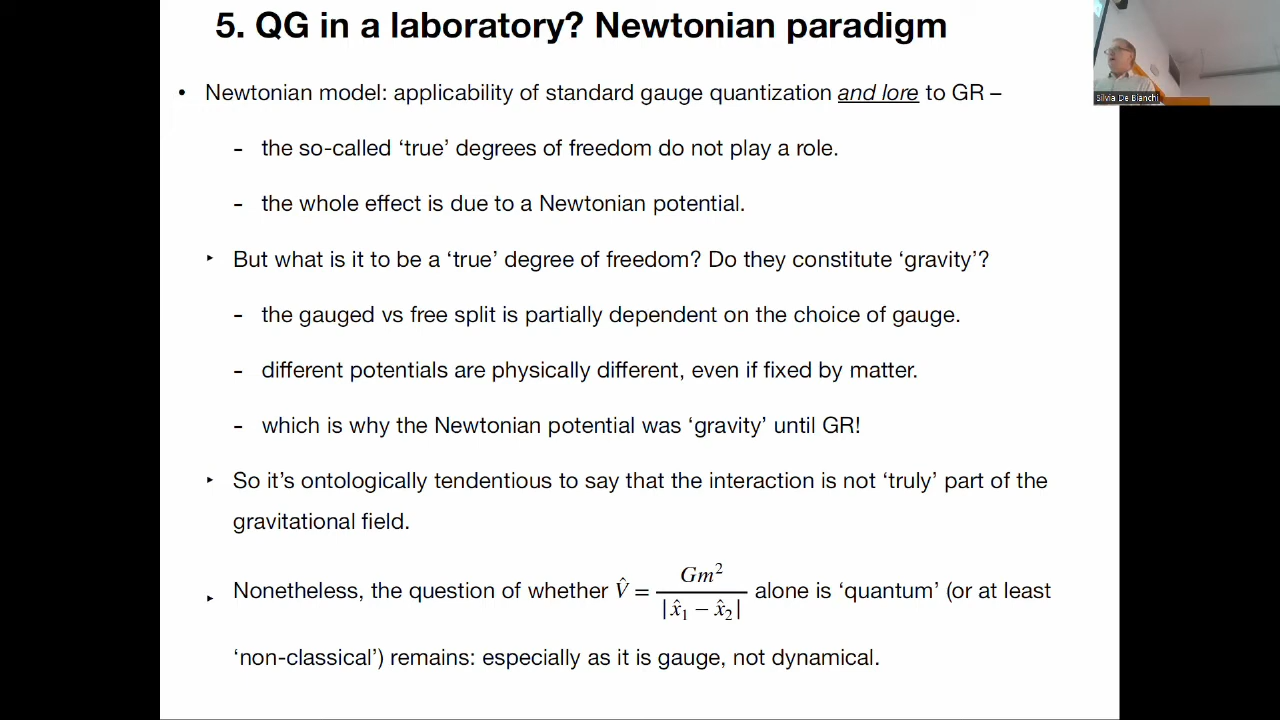 5. QG in a laboratory? Newtonian paradigm
• Newtonian model: applicability of standard gauge quantization and lore to GR –
- the so-called ‘true’ degrees of freedom do not play a role.
- the whole effect is due to a Newtonian potential.
‣ But what is it to be a ‘true’ degree of freedom? Do they constitute ‘gravity’?
- the gauged vs free split is partially dependent on the choice of gauge.
- different potentials are physically different, even if fixed by matter.
- which is why the Newtonian potential was ‘gravity’ until GR!
‣ So it’s ontologically tendentious to say that the interaction is not ‘truly’ part of the
gravitational field.
‣ Nonetheless, the question of whether V̂ = Gm² / |x̂₁ − x̂₂| alone is ‘quantum’ (or at least
‘non-classical’) remains: especially as it is gauge, not dynamical.
Silvia De Bianchi